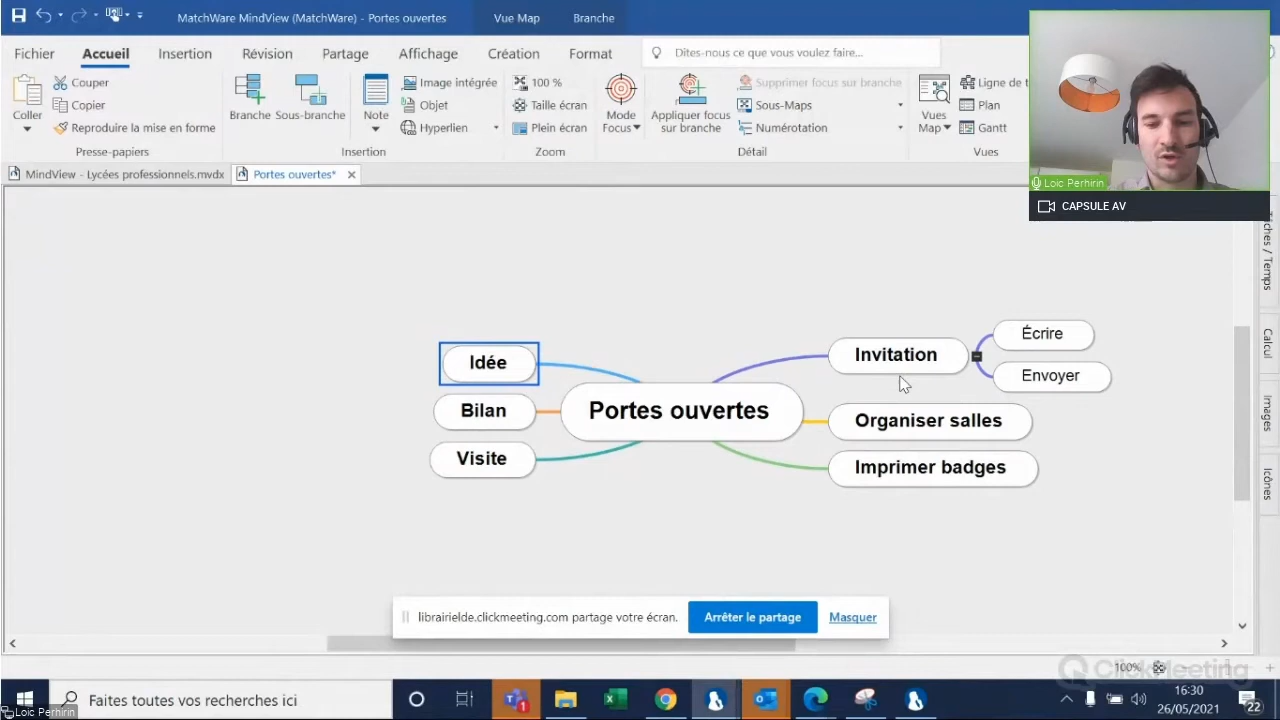 MatchWare MindView (MatchWare) - Portes ouvertes
Vue Map
Branche
Fichier
Accueil
Insertion
Révision
Partage
Affichage
Création
Format
Dites-nous ce que vous voulez faire...
Coller
Couper
Copier
Reproduire la mise en forme
Presse-papiers
Branche
Sous-branche
Note
Image intégrée
Objet
Hyperlien
Insertion
100 %
Taille écran
Plein écran
Zoom
Mode
Focus
Appliquer focus
sur branche
Supprimer focus sur branche
Sous-Maps
Numérotation
Détail
Vues
Map
Ligne de t
Plan
Gantt
Vues
Loic Perhirin
CAPSULE AV
MindView - Lycées professionnels.mvdx
Portes ouvertes*
/ Temps
Calcul
Images
Icônes
Idée
Bilan
Visite
Portes ouvertes
Invitation
Écrire
Envoyer
Organiser salles
Imprimer badges
librairielde.clickmeeting.com partage votre écran.
Arrêter le partage
Masquer
100%
ClickMeeting
Faites toutes vos recherches ici
Loic Perhirin
1
16:30
26/05/2021
22